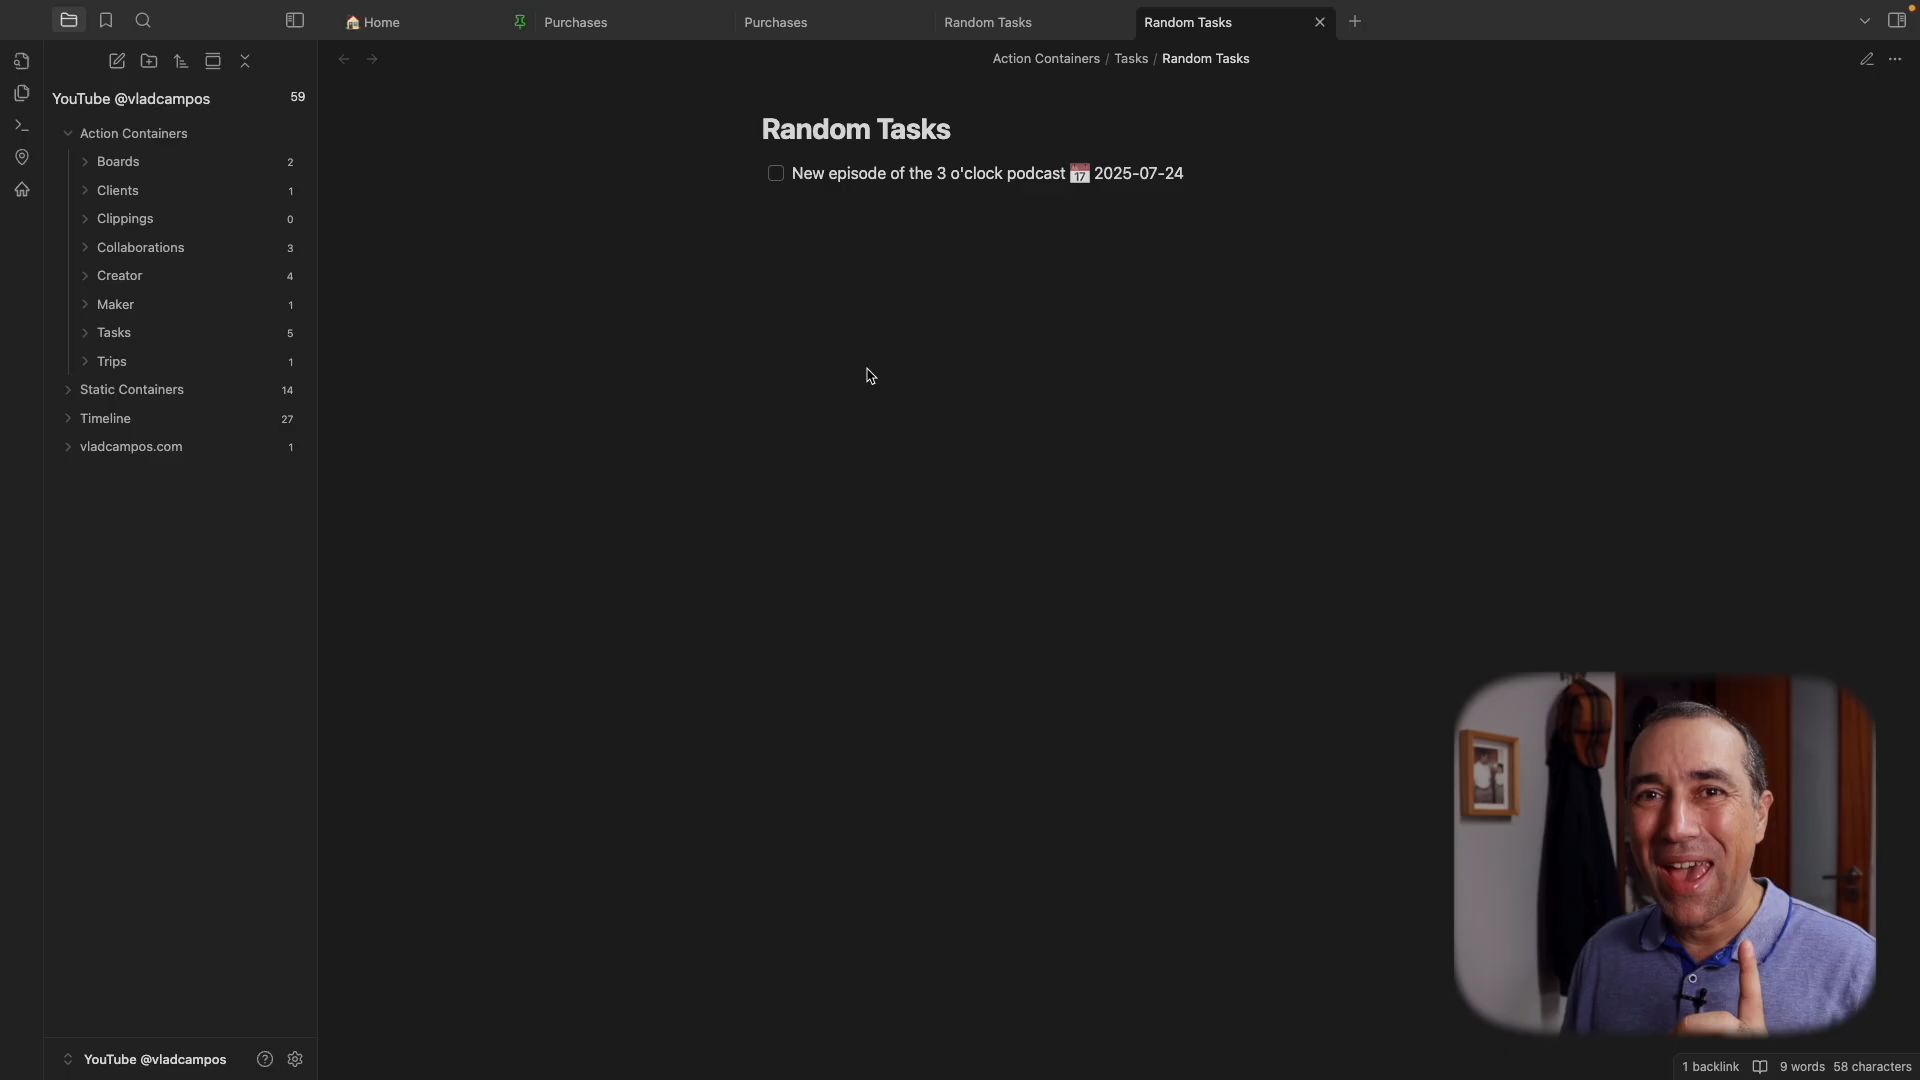 Home
Purchases
Purchases
Random Tasks
Random Tasks
Action Containers / Tasks / Random Tasks
YouTube @vladcampos 59
Action Containers
Boards 2
Clients 1
Clippings 0
Collaborations 3
Creator 4
Maker 1
Tasks 5
Trips 1
Static Containers 14
Timeline 27
vladcampos.com 1
Random Tasks
New episode of the 3 o'clock podcast 📅 2025-07-24
YouTube @vladcampos
1 backlink 9 words 58 characters